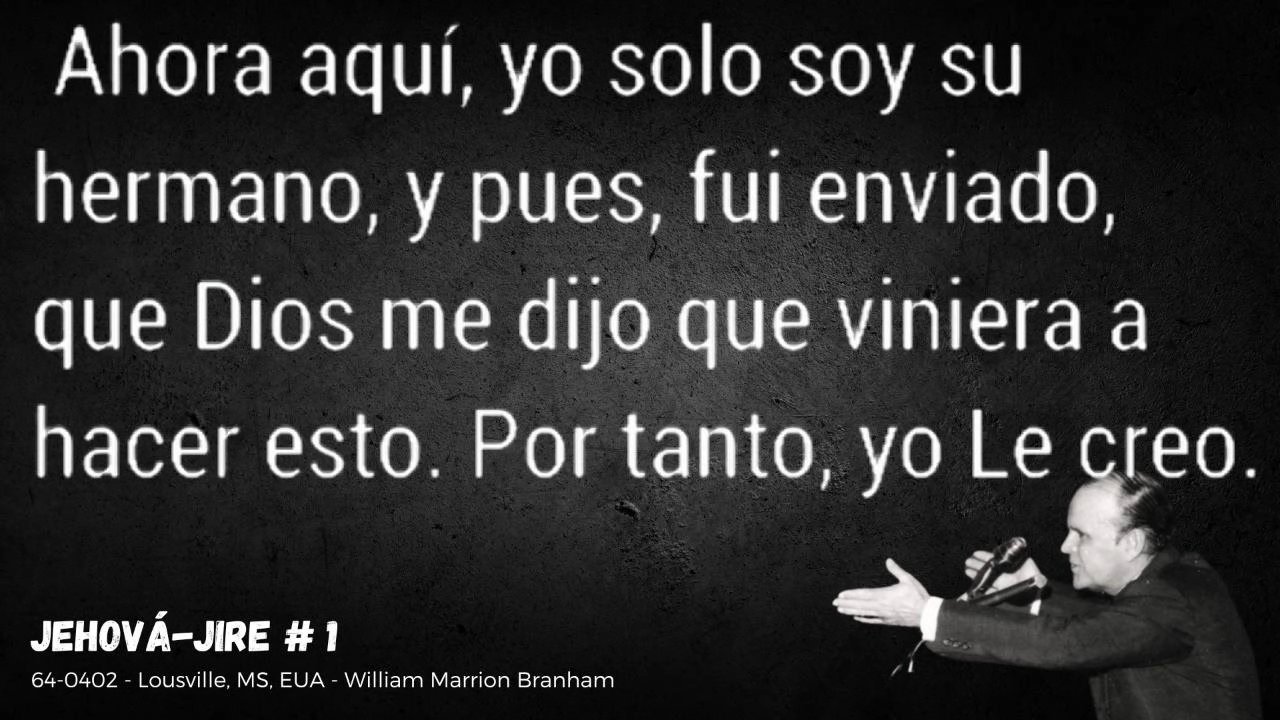 Ahora aquí, yo solo soy su
hermano, y pues, fui enviado,
que Dios me dijo que viniera a
hacer esto. Por tanto, yo Le creo.
JEHOVÁ-JIRE # 1
64-0402 - Lousville, MS, EUA - William Marrion Branham